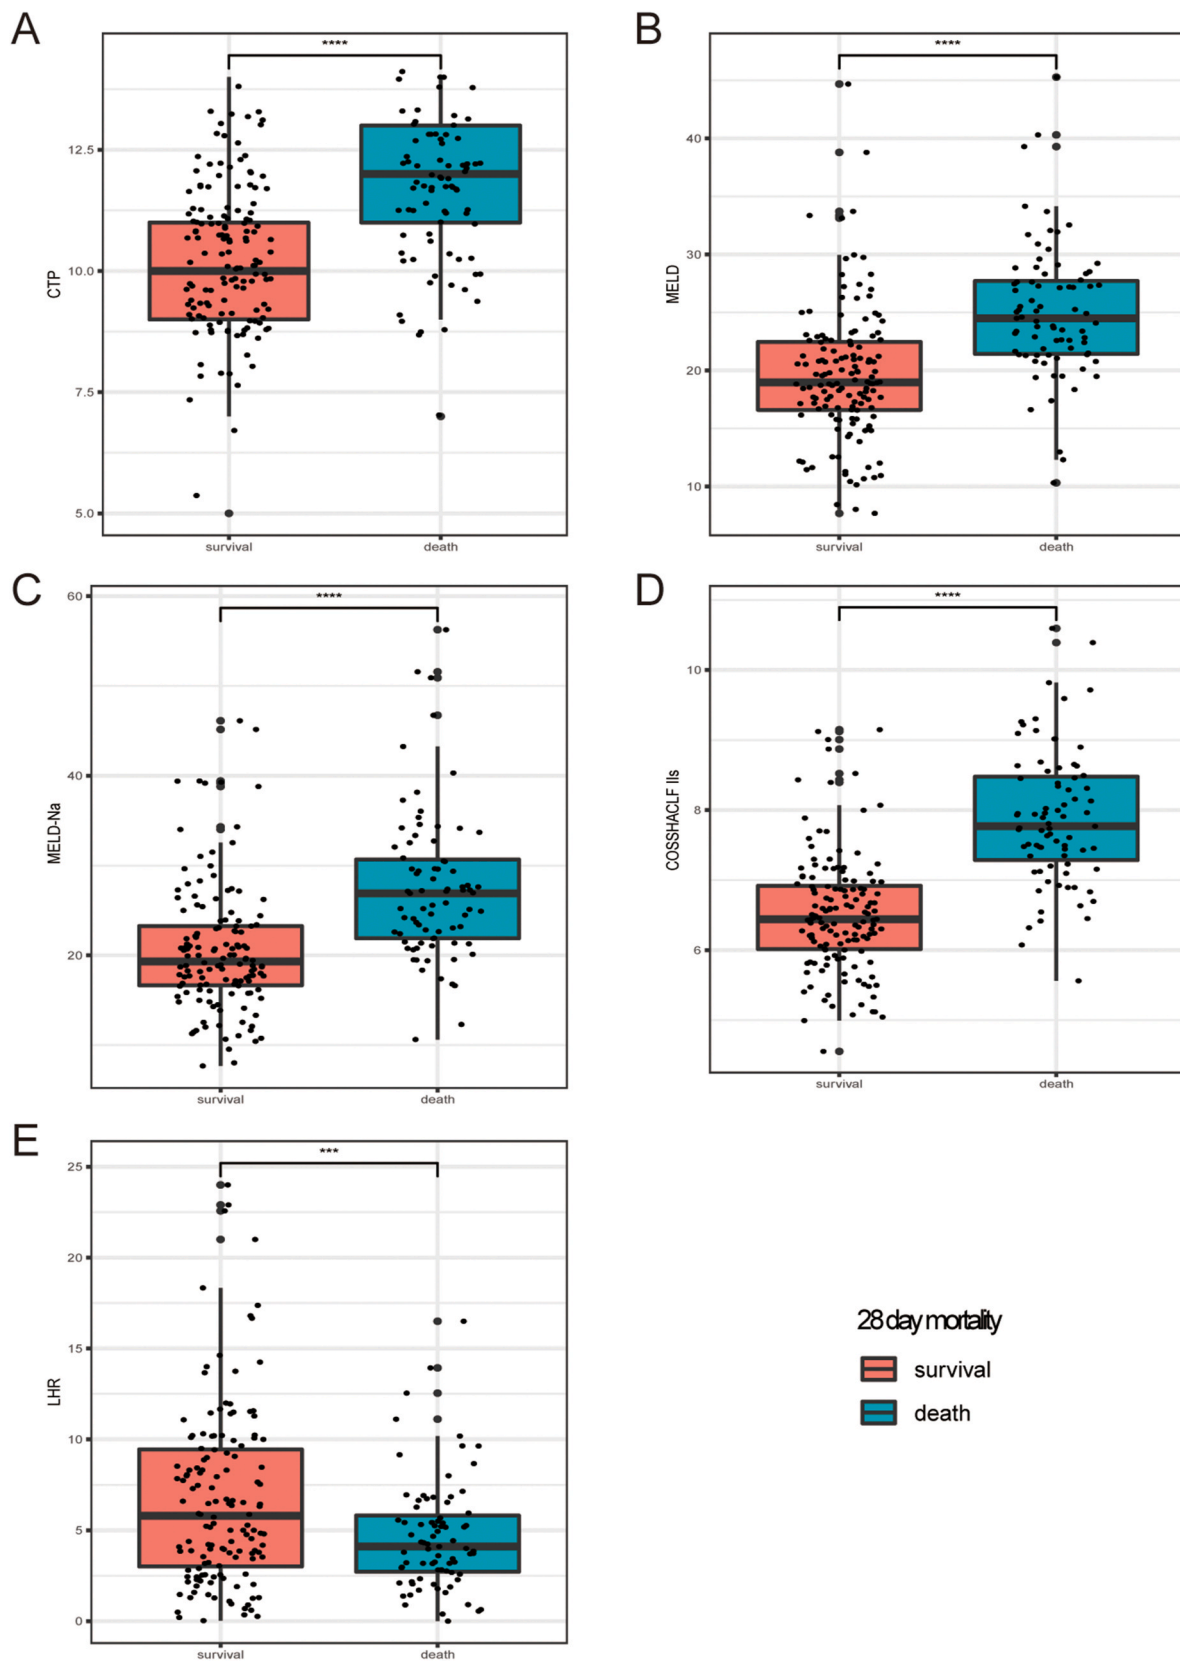 A
****
CTP
12.5
10.0
7.5
5.0
survival
death
B
****
MELD
40
30
20
10
survival
death
C
****
MELD-Na
60
40
20
survival
death
D
****
COSSHACLF IIs
10
8
6
survival
death
E
***
LHR
25
20
15
10
5
0
survival
death
28 day mortality
survival
death